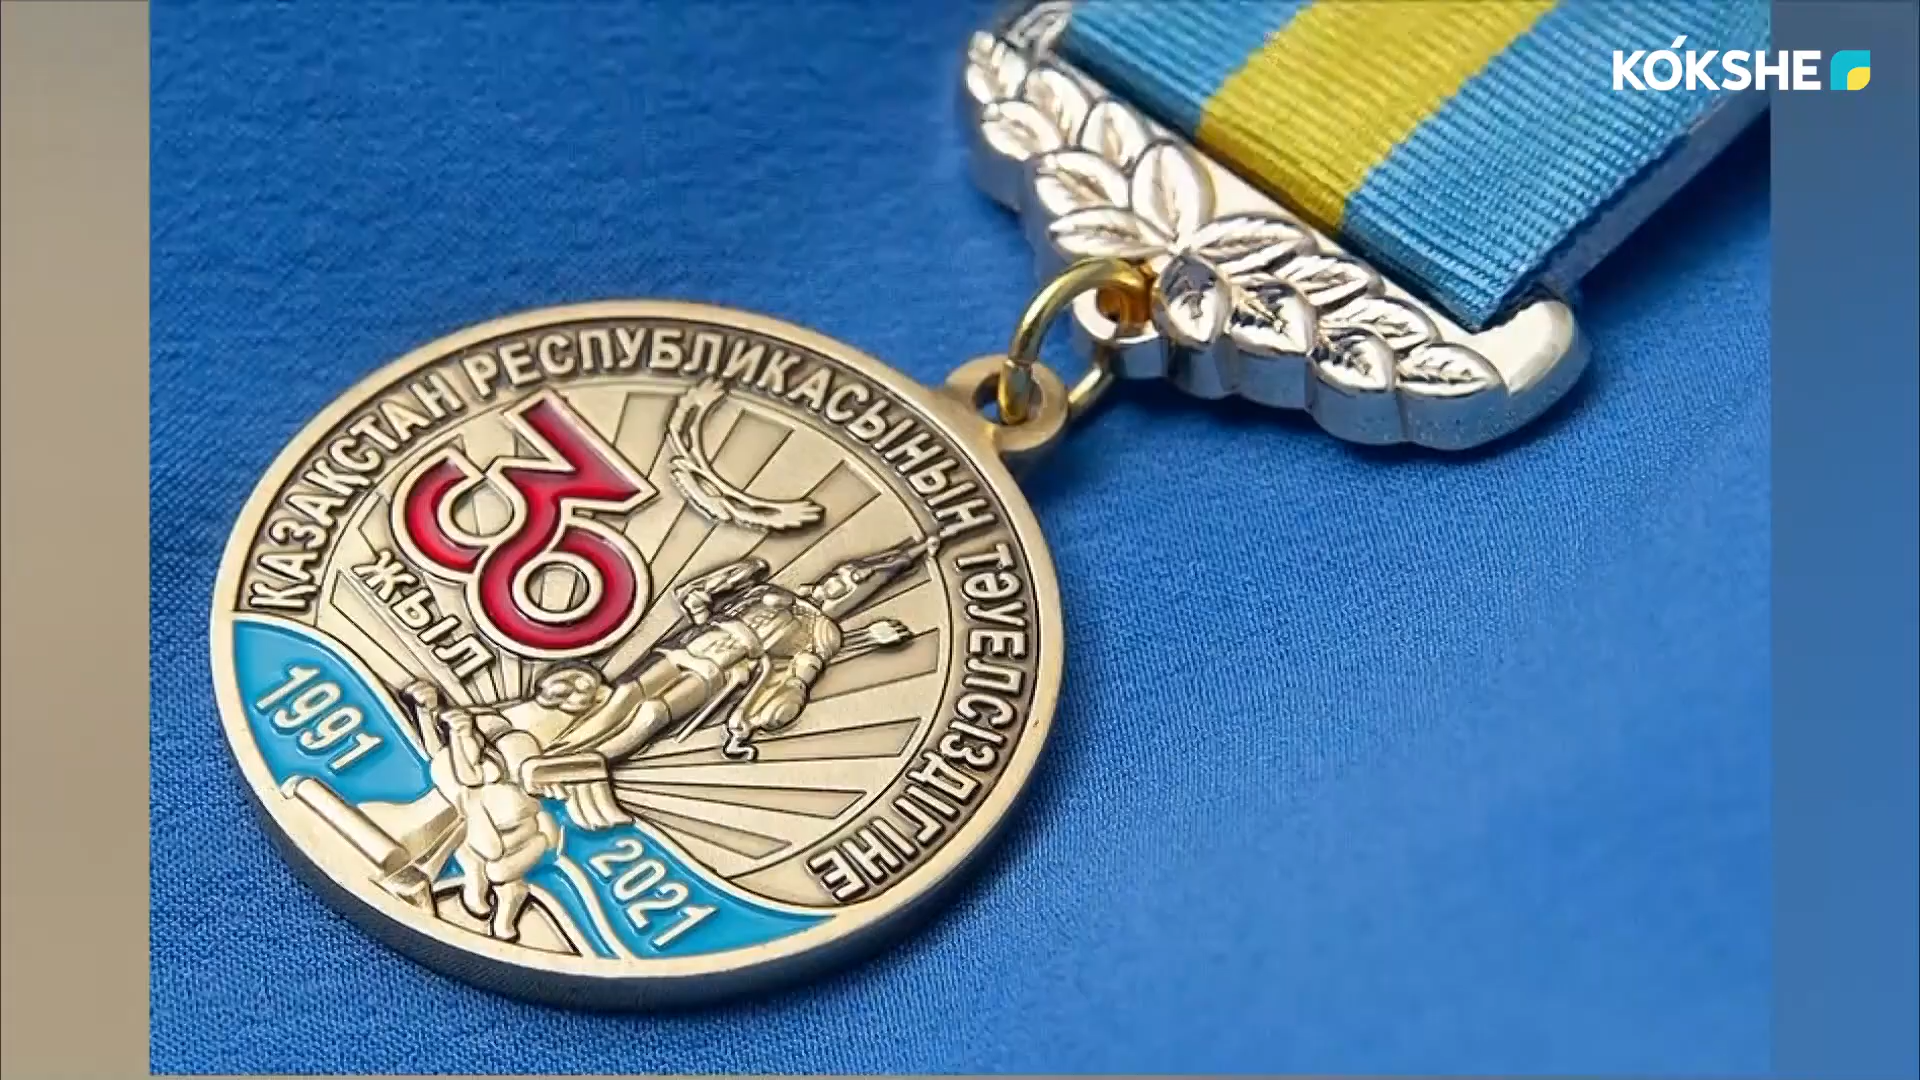 KÓKSHE
ҚАЗАҚСТАН РЕСПУБЛИКАСЫНЫҢ ТӘУЕЛСІЗДІГІНЕ
30
ЖЫЛ
1991
2021